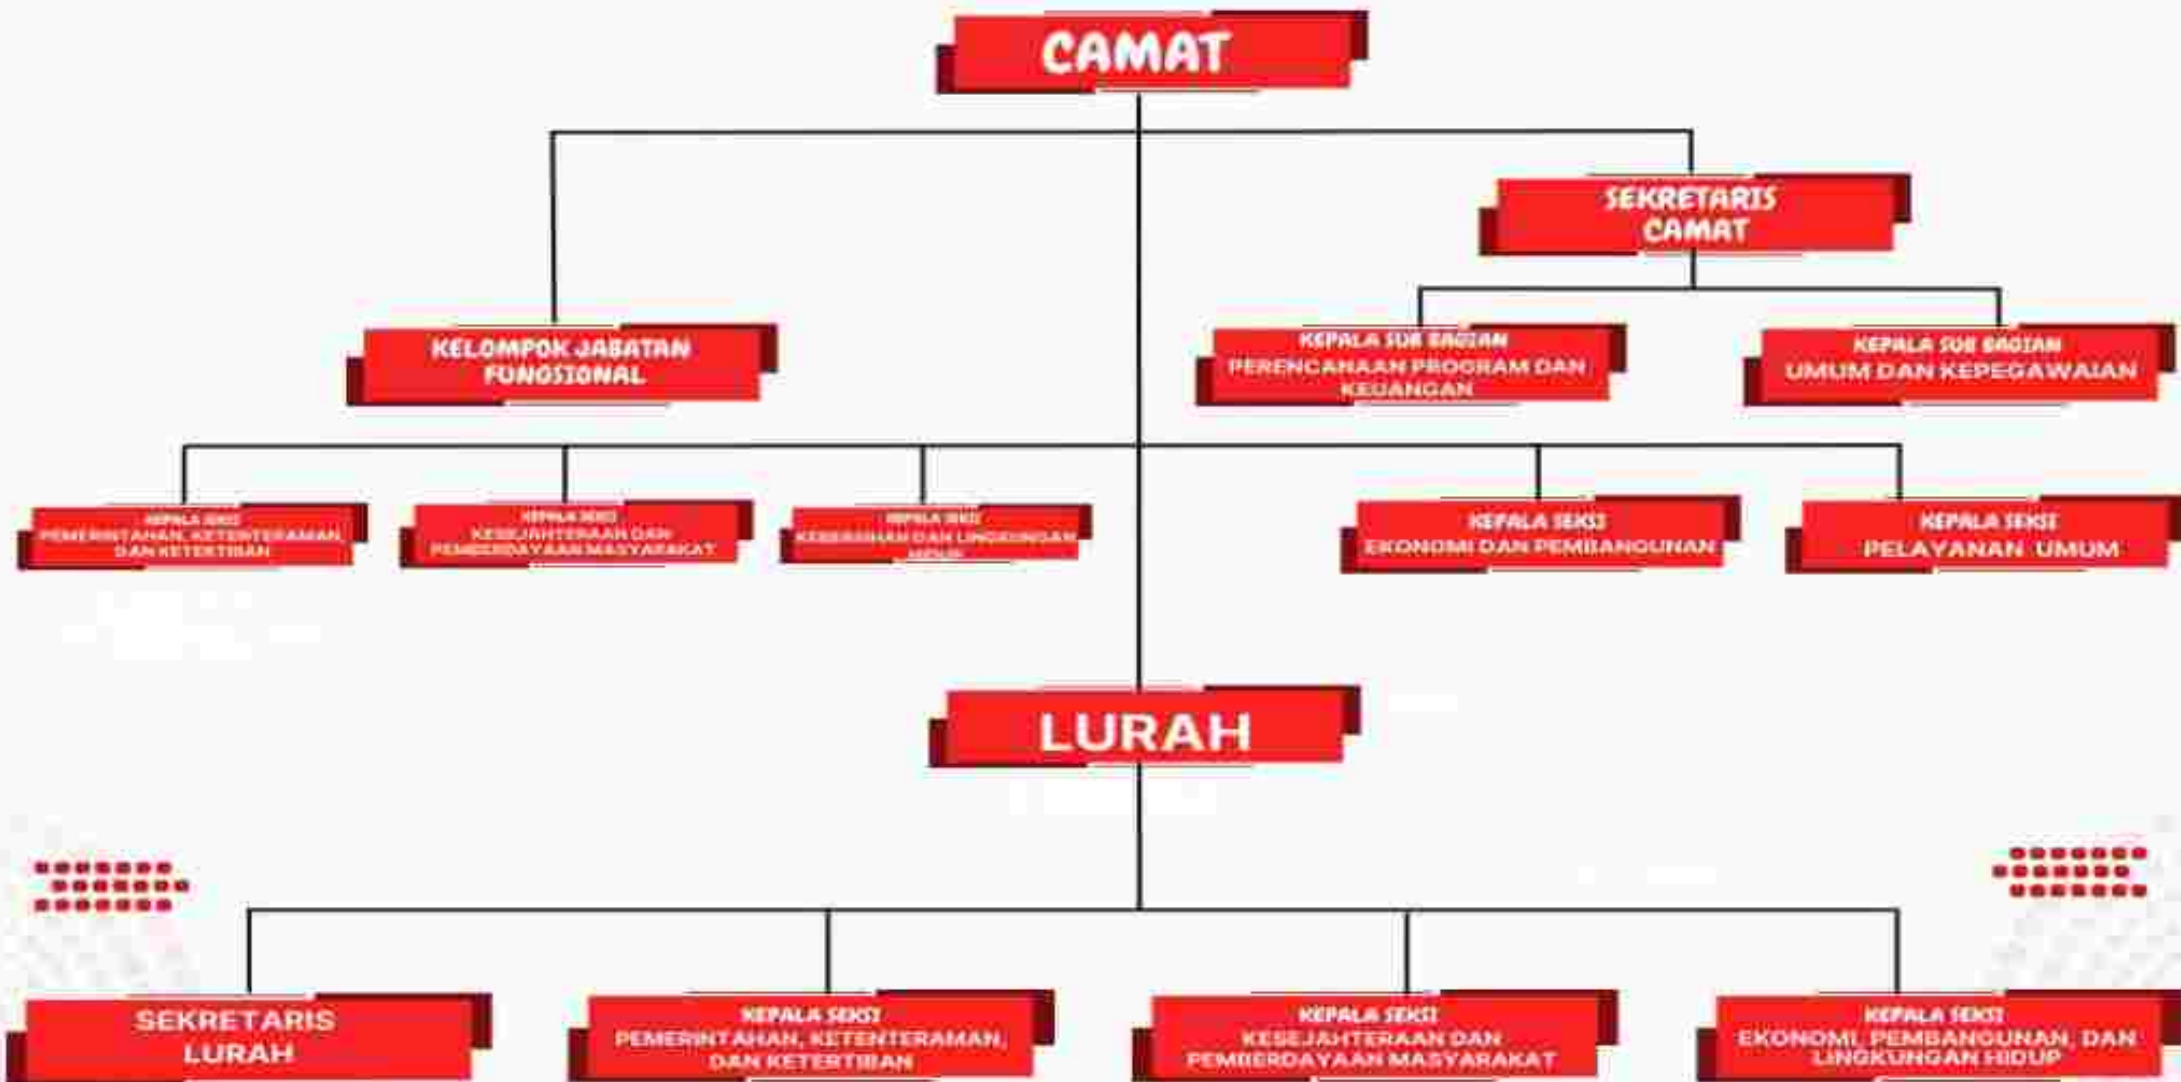 CAMAT
SEKRETARIS
CAMAT
KELOMPOK JABATAN
FUNGSIONAL
KEPALA SUB BAGIAN
PERENCANAAN PROGRAM DAN
KEUANGAN
KEPALA SUB BAGIAN
UMUM DAN KEPEGAWAIAN
KEPALA SEKSI
PEMERINTAHAN, KETENTERAMAN,
DAN KETERTIBAN
KEPALA SEKSI
KESEJAHTERAAN DAN
PEMBERDAYAAN MASYARAKAT
KEPALA SEKSI
KEBERSIHAN DAN LINGKUNGAN
HIDUP
KEPALA SEKSI
EKONOMI DAN PEMBANGUNAN
KEPALA SEKSI
PELAYANAN UMUM
LURAH
SEKRETARIS
LURAH
KEPALA SEKSI
PEMERINTAHAN, KETENTERAMAN,
DAN KETERTIBAN
KEPALA SEKSI
KESEJAHTERAAN DAN
PEMBERDAYAAN MASYARAKAT
KEPALA SEKSI
EKONOMI, PEMBANGUNAN, DAN
LINGKUNGAN HIDUP